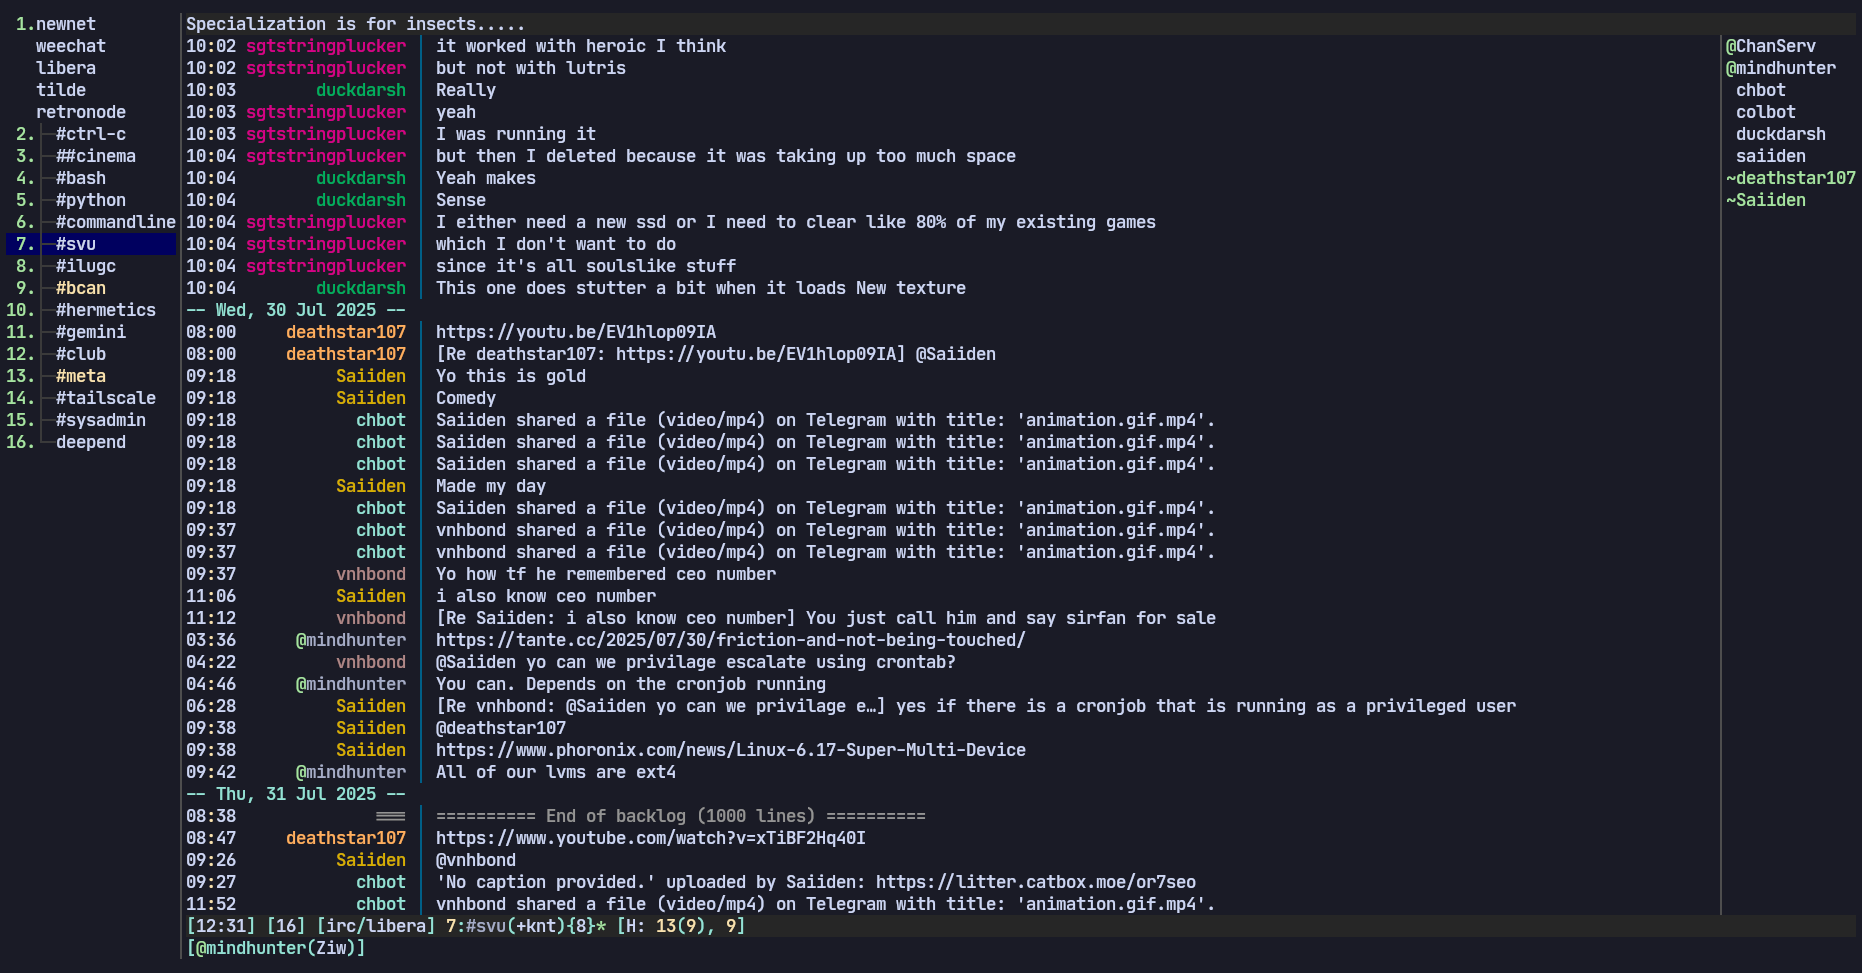 1.newnet
weechat
libera
tilde
retronode
2. #ctrl-c
3. ##cinema
4. #bash
5. #python
6. #commandline
7. #svu
8. #ilugc
9. #bcan
10. #hermetics
11. #gemini
12. #club
13. #meta
14. #tailscale
15. #sysadmin
16. deepend
Specialization is for insects.....
10:02 sgtstringplucker it worked with heroic I think
10:02 sgtstringplucker but not with lutris
10:03 duckdarsh Really
10:03 sgtstringplucker yeah
10:03 sgtstringplucker I was running it
10:04 sgtstringplucker but then I deleted because it was taking up too much space
10:04 duckdarsh Yeah makes
10:04 duckdarsh Sense
10:04 sgtstringplucker I either need a new ssd or I need to clear like 80% of my existing games
10:04 sgtstringplucker which I don't want to do
10:04 sgtstringplucker since it's all soulslike stuff
10:04 duckdarsh This one does stutter a bit when it loads New texture
-- Wed, 30 Jul 2025 --
08:00 deathstar107 https://youtu.be/EV1hlop09IA
08:00 deathstar107 [Re deathstar107: https://youtu.be/EV1hlop09IA] @Saiiden
09:18 Saiiden Yo this is gold
09:18 Saiiden Comedy
09:18 chbot Saiiden shared a file (video/mp4) on Telegram with title: 'animation.gif.mp4'.
09:18 chbot Saiiden shared a file (video/mp4) on Telegram with title: 'animation.gif.mp4'.
09:18 chbot Saiiden shared a file (video/mp4) on Telegram with title: 'animation.gif.mp4'.
09:18 Saiiden Made my day
09:18 chbot Saiiden shared a file (video/mp4) on Telegram with title: 'animation.gif.mp4'.
09:37 chbot vnhbond shared a file (video/mp4) on Telegram with title: 'animation.gif.mp4'.
09:37 chbot vnhbond shared a file (video/mp4) on Telegram with title: 'animation.gif.mp4'.
09:37 vnhbond Yo how tf he remembered ceo number
11:06 Saiiden i also know ceo number
11:12 vnhbond [Re Saiiden: i also know ceo number] You just call him and say sirfan for sale
03:36 @mindhunter https://tante.cc/2025/07/30/friction-and-not-being-touched/
04:22 vnhbond @Saiiden yo can we privilage escalate using crontab?
04:46 @mindhunter You can. Depends on the cronjob running
06:28 Saiiden [Re vnhbond: @Saiiden yo can we privilage e…] yes if there is a cronjob that is running as a privileged user
09:38 Saiiden @deathstar107
09:38 Saiiden https://www.phoronix.com/news/Linux-6.17-Super-Multi-Device
09:42 @mindhunter All of our lvms are ext4
-- Thu, 31 Jul 2025 --
08:38 === ========== End of backlog (1000 lines) ==========
08:47 deathstar107 https://www.youtube.com/watch?v=xTiBF2Hq40I
09:26 Saiiden @vnhbond
09:27 chbot 'No caption provided.' uploaded by Saiiden: https://litter.catbox.moe/or7seo
11:52 chbot vnhbond shared a file (video/mp4) on Telegram with title: 'animation.gif.mp4'.
[12:31] [16] [irc/libera] 7:#svu(+knt){8}* [H: 13(9), 9]
[@mindhunter(Ziw)]
@ChanServ
@mindhunter
chbot
colbot
duckdarsh
saiiden
~deathstar107
~Saiiden